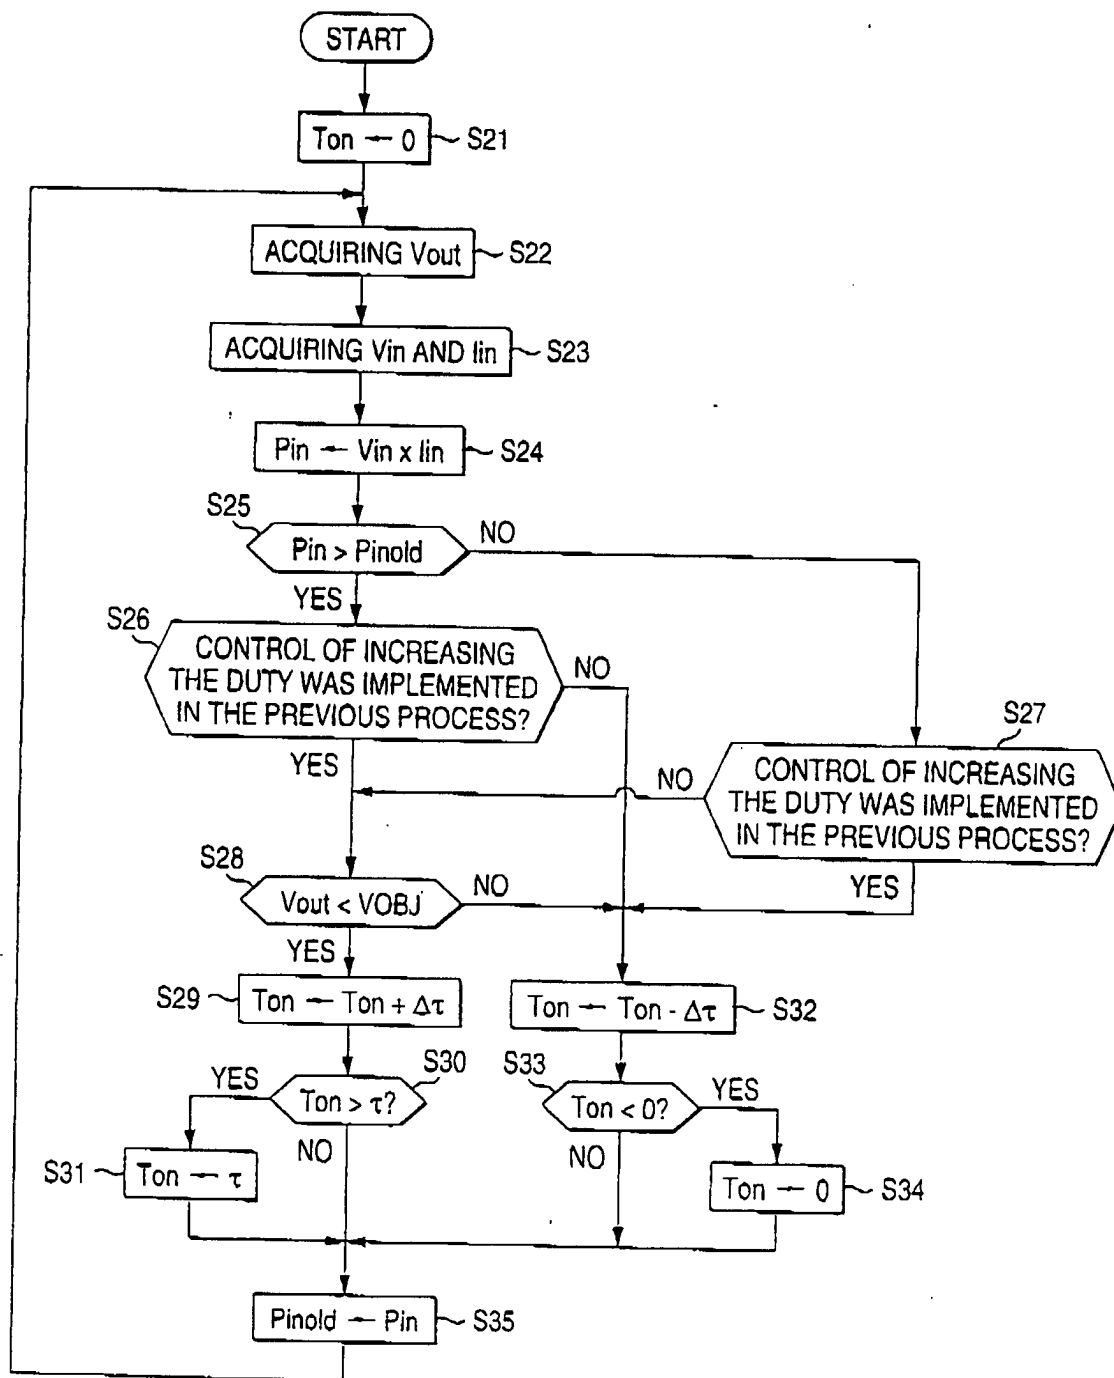 START
Ton ← 0
S21
ACQUIRING Vout
S22
ACQUIRING Vin AND Iin
S23
Pin ← Vin x Iin
S24
S25
Pin > Pinold
NO
YES
S26
CONTROL OF INCREASING
THE DUTY WAS IMPLEMENTED
IN THE PREVIOUS PROCESS?
NO
YES
S27
CONTROL OF INCREASING
THE DUTY WAS IMPLEMENTED
IN THE PREVIOUS PROCESS?
NO
YES
S28
Vout < VOBJ
NO
YES
S29
Ton ← Ton + Δτ
Ton ← Ton - Δτ
S32
S30
Ton > τ?
YES
NO
S33
Ton < 0?
YES
NO
S31
Ton ← τ
Ton ← 0
S34
Pinold ← Pin
S35